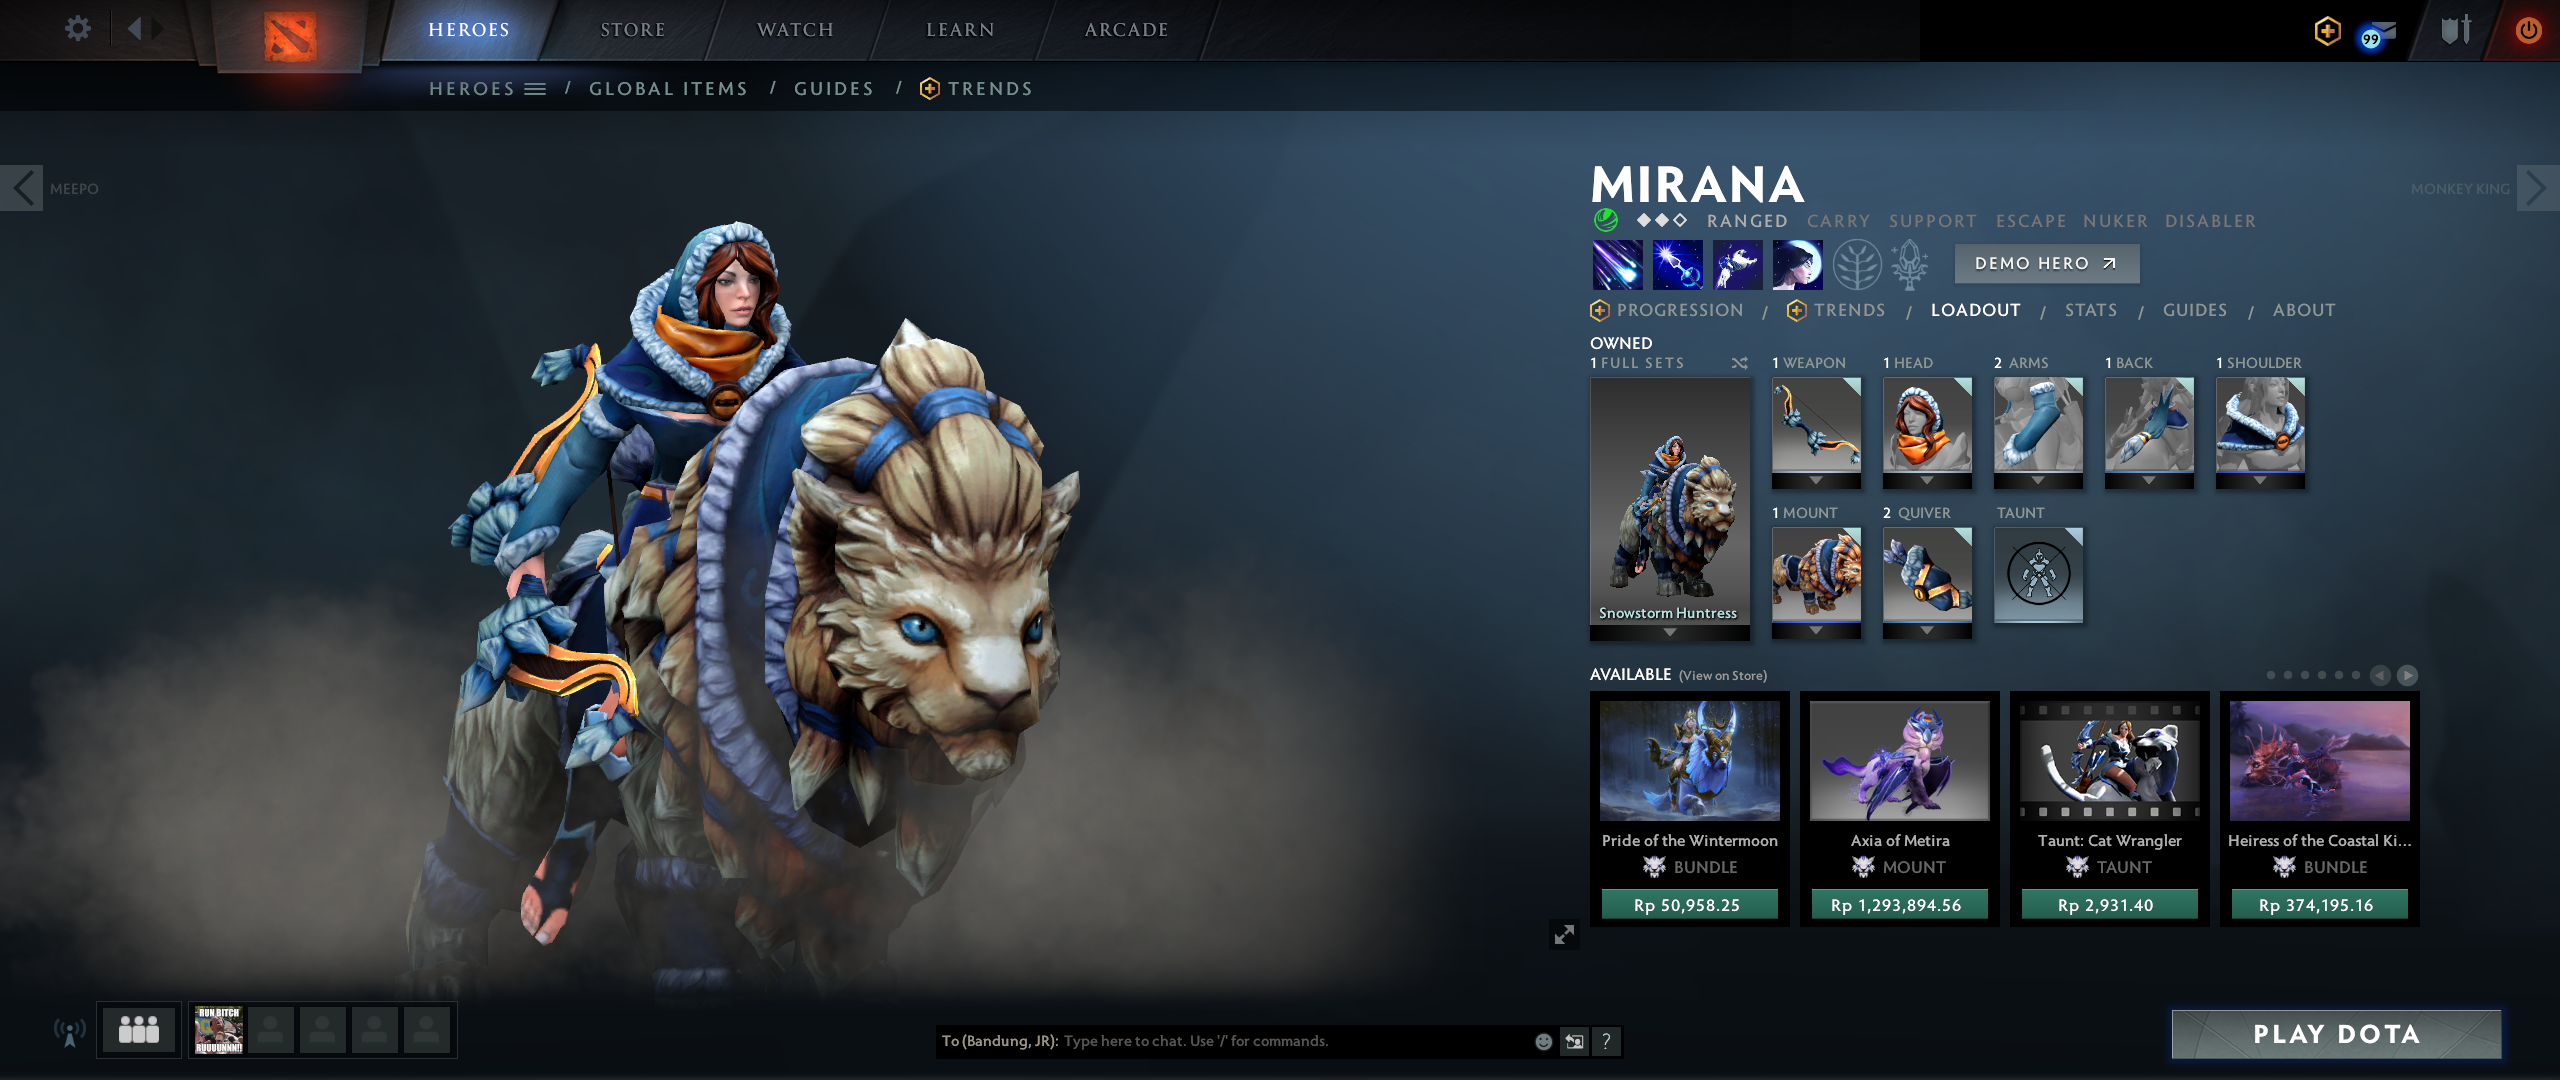 HEROES
STORE
WATCH
LEARN
ARCADE
99
HEROES / GLOBAL ITEMS / GUIDES / TRENDS
MEEPO
MONKEY KING
MIRANA
RANGED CARRY SUPPORT ESCAPE NUKER DISABLER
DEMO HERO
PROGRESSION / TRENDS / LOADOUT / STATS / GUIDES / ABOUT
OWNED
1 FULL SETS
1 WEAPON
1 HEAD
2 ARMS
1 BACK
1 SHOULDER
1 MOUNT
2 QUIVER
TAUNT
Snowstorm Huntress
AVAILABLE (View on Store)
Pride of the Wintermoon
BUNDLE
Rp 50,958.25
Axia of Metira
MOUNT
Rp 1,293,894.56
Taunt: Cat Wrangler
TAUNT
Rp 2,931.40
Heiress of the Coastal Ki...
BUNDLE
Rp 374,195.16
RUN BITCH
RUUUUNNN!!
To (Bandung, JR): Type here to chat. Use '/' for commands.
?
PLAY DOTA